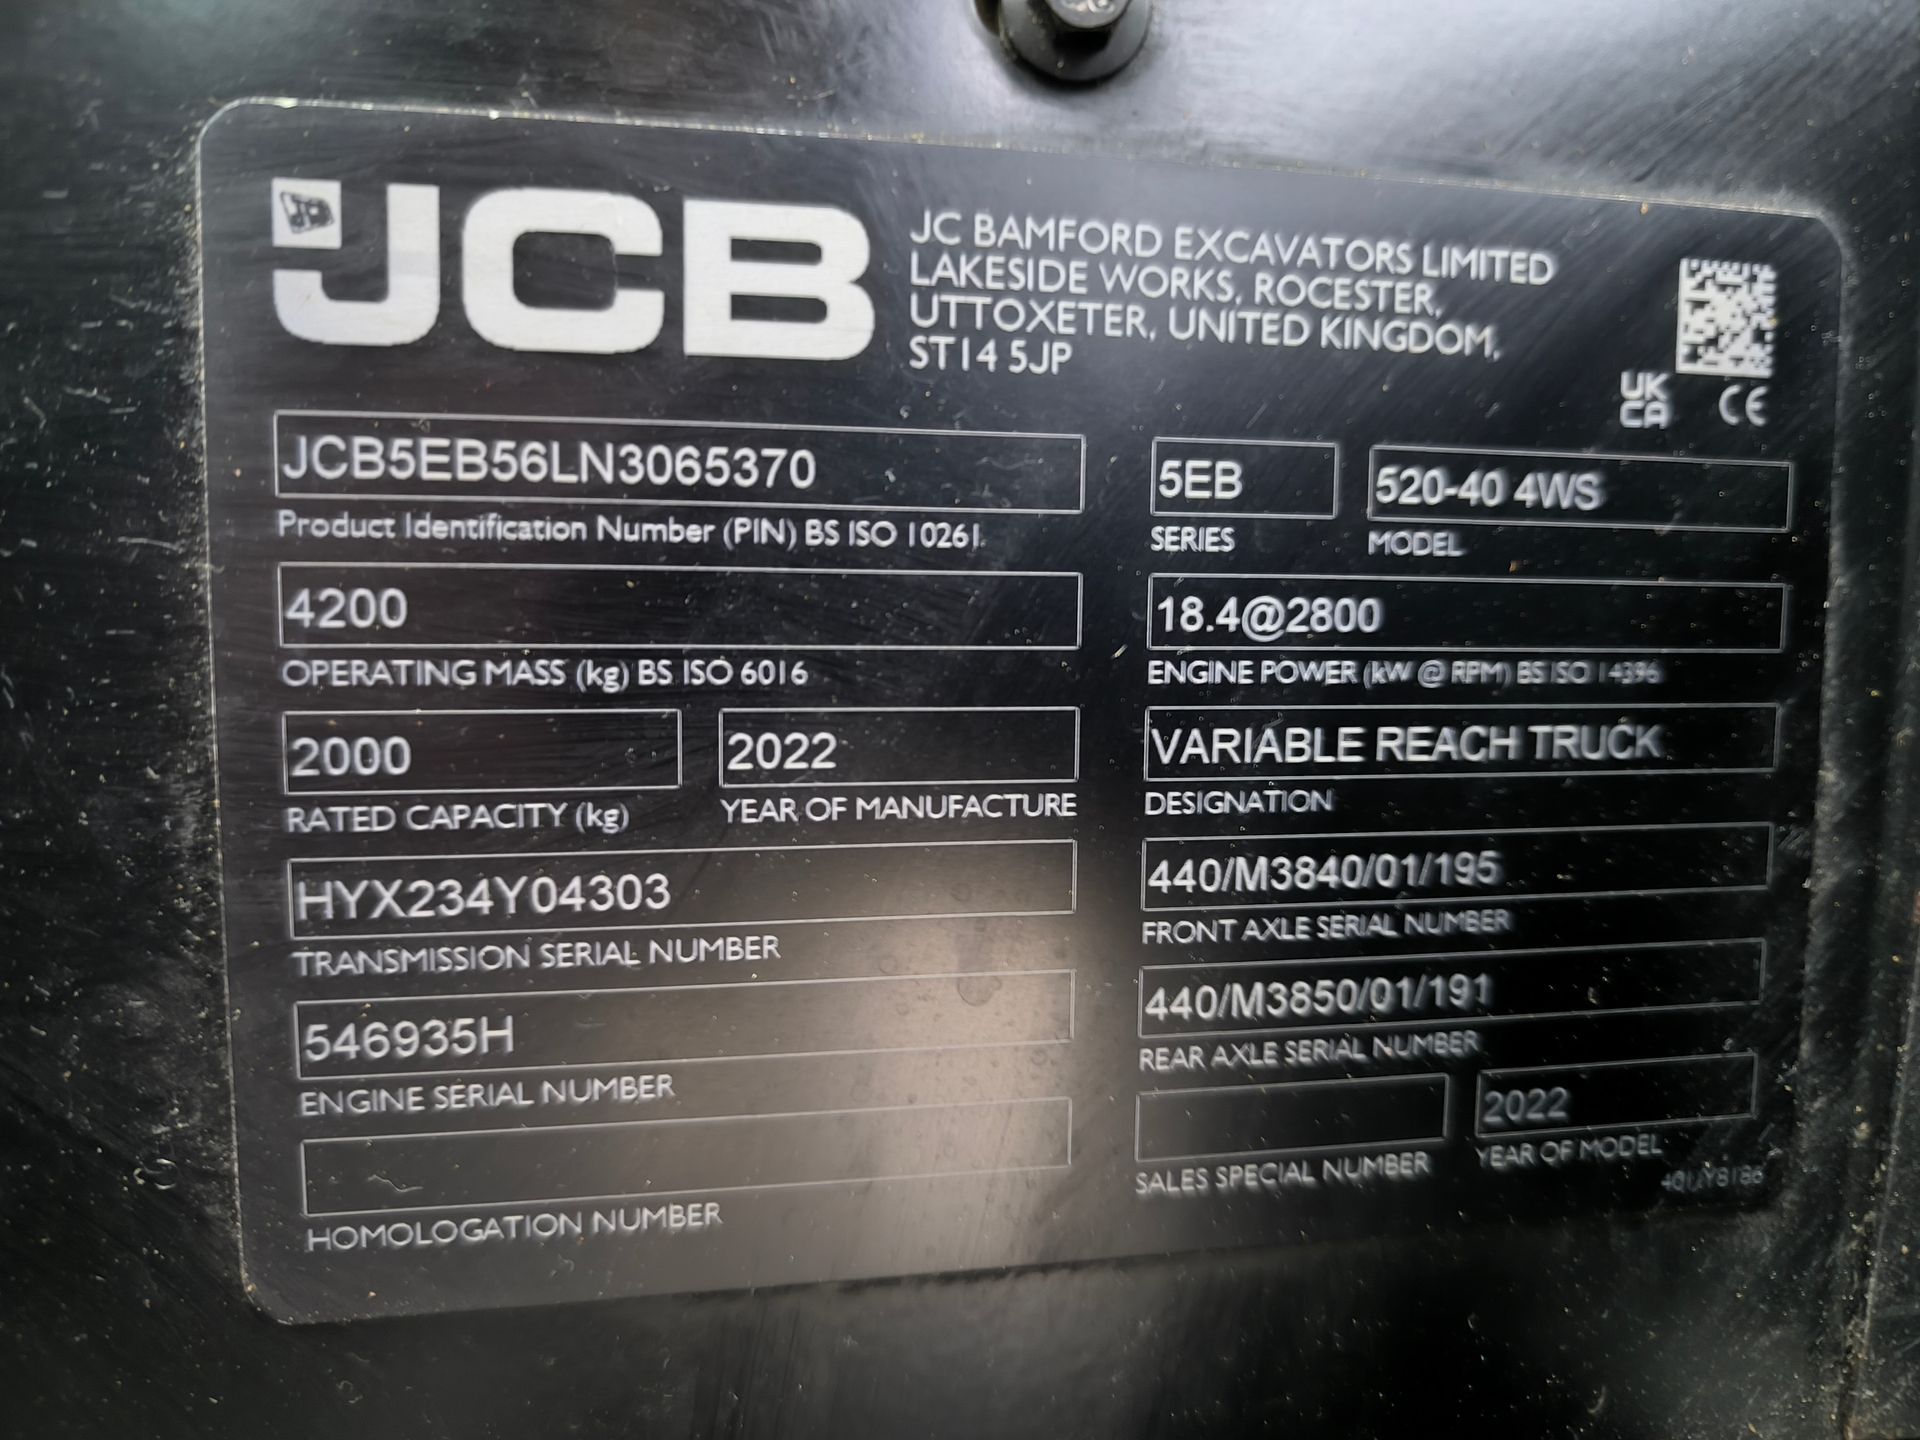 JCB
JC BAMFORD EXCAVATORS LIMITED
LAKESIDE WORKS, ROCESTER,
UTTOXETER, UNITED KINGDOM,
ST14 5JP
UK
CA
CE
JCB5EB56LN3065370
Product Identification Number (PIN) BS ISO 10261.
5EB
SERIES
520-40 4WS
MODEL
4200
OPERATING MASS (kg) BS ISO 6016
18.4@2800
ENGINE POWER (kW @ RPM) BS ISO 14396
2000
RATED CAPACITY (kg)
2022
YEAR OF MANUFACTURE
VARIABLE REACH TRUCK
DESIGNATION
HYX234Y04303
TRANSMISSION SERIAL NUMBER
440/M3840/01/195
FRONT AXLE SERIAL NUMBER
546935H
ENGINE SERIAL NUMBER
440/M3850/01/191
REAR AXLE SERIAL NUMBER
HOMOLOGATION NUMBER
SALES SPECIAL NUMBER
2022
YEAR OF MODEL